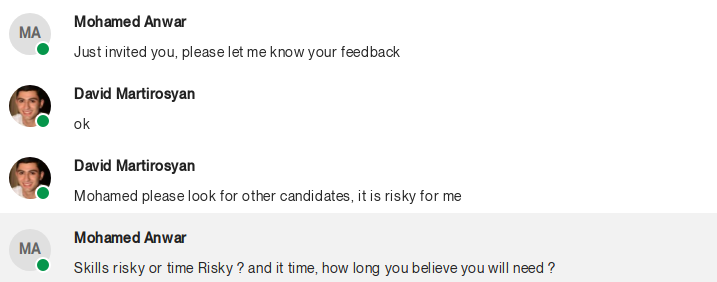 MA
Mohamed Anwar
Just invited you, please let me know your feedback
David Martirosyan
ok
David Martirosyan
Mohamed please look for other candidates, it is risky for me
MA
Mohamed Anwar
Skills risky or time Risky ? and it time, how long you believe you will need ?